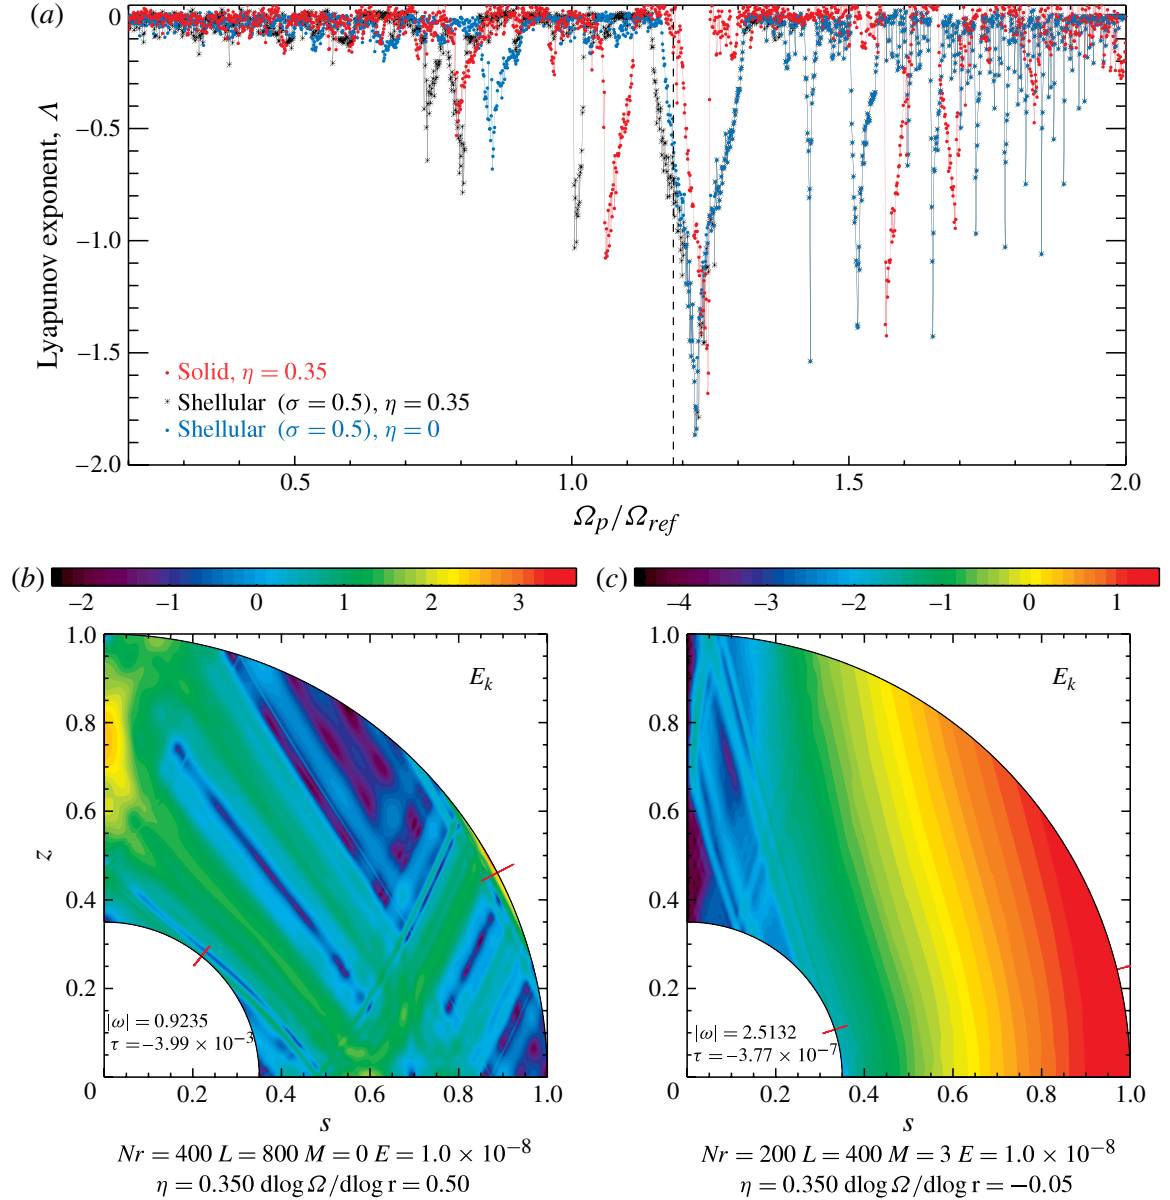 (a)
0
−0.5
−1.0
−1.5
−2.0
Lyapunov exponent, Λ
Solid, η = 0.35
Shellular (σ = 0.5), η = 0.35
Shellular (σ = 0.5), η = 0
0.5 1.0 1.5 2.0
Ωp/Ωref
(b)
−2 −1 0 1 2 3
1.0
0.8
0.6
0.4
0.2
0
z
Ek
|ω| = 0.9235
τ = −3.99 × 10−3
0.2 0.4 0.6 0.8 1.0
s
Nr = 400 L = 800 M = 0 E = 1.0 × 10−8
η = 0.350 dlog Ω/dlog r = 0.50
(c)
−4 −3 −2 −1 0 1
1.0
0.8
0.6
0.4
0.2
0
Ek
|ω| = 2.5132
τ = −3.77 × 10−7
0.2 0.4 0.6 0.8 1.0
s
Nr = 200 L = 400 M = 3 E = 1.0 × 10−8
η = 0.350 dlog Ω/dlog r = −0.05